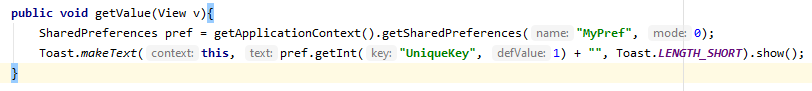 public void getValue(View v){
SharedPreferences pref = getApplicationContext().getSharedPreferences( name: "MyPref", mode: 0);
Toast.makeText( context: this, text: pref.getInt( key: "UniqueKey", defValue: 1) + "", Toast.LENGTH_SHORT).show();
}